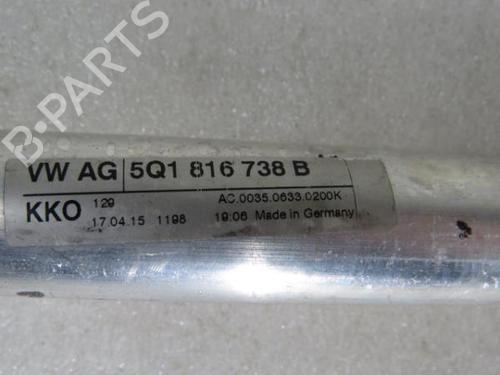 B-PARTS
VW AG 5Q1 816 738 B
KKO 129 AC.0035.0633.0200K
17.04.15 1198 19:06 Made in Germany